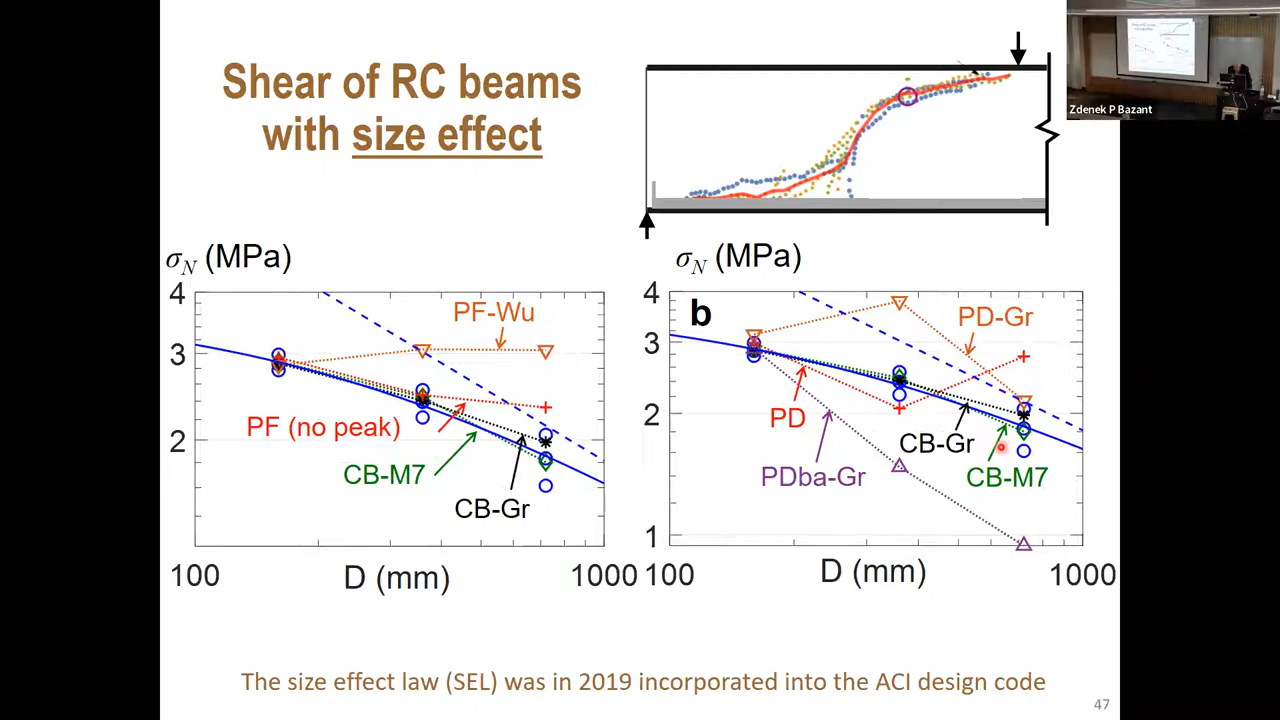 Shear of RC beams
with size effect
Zdenek P Bazant
σN (MPa)
4
3
2
PF-Wu
PF (no peak)
CB-M7
CB-Gr
100
D (mm)
1000
σN (MPa)
b
4
3
2
1
PD-Gr
PD
CB-Gr
PDba-Gr
CB-M7
100
D (mm)
1000
The size effect law (SEL) was in 2019 incorporated into the ACI design code
47